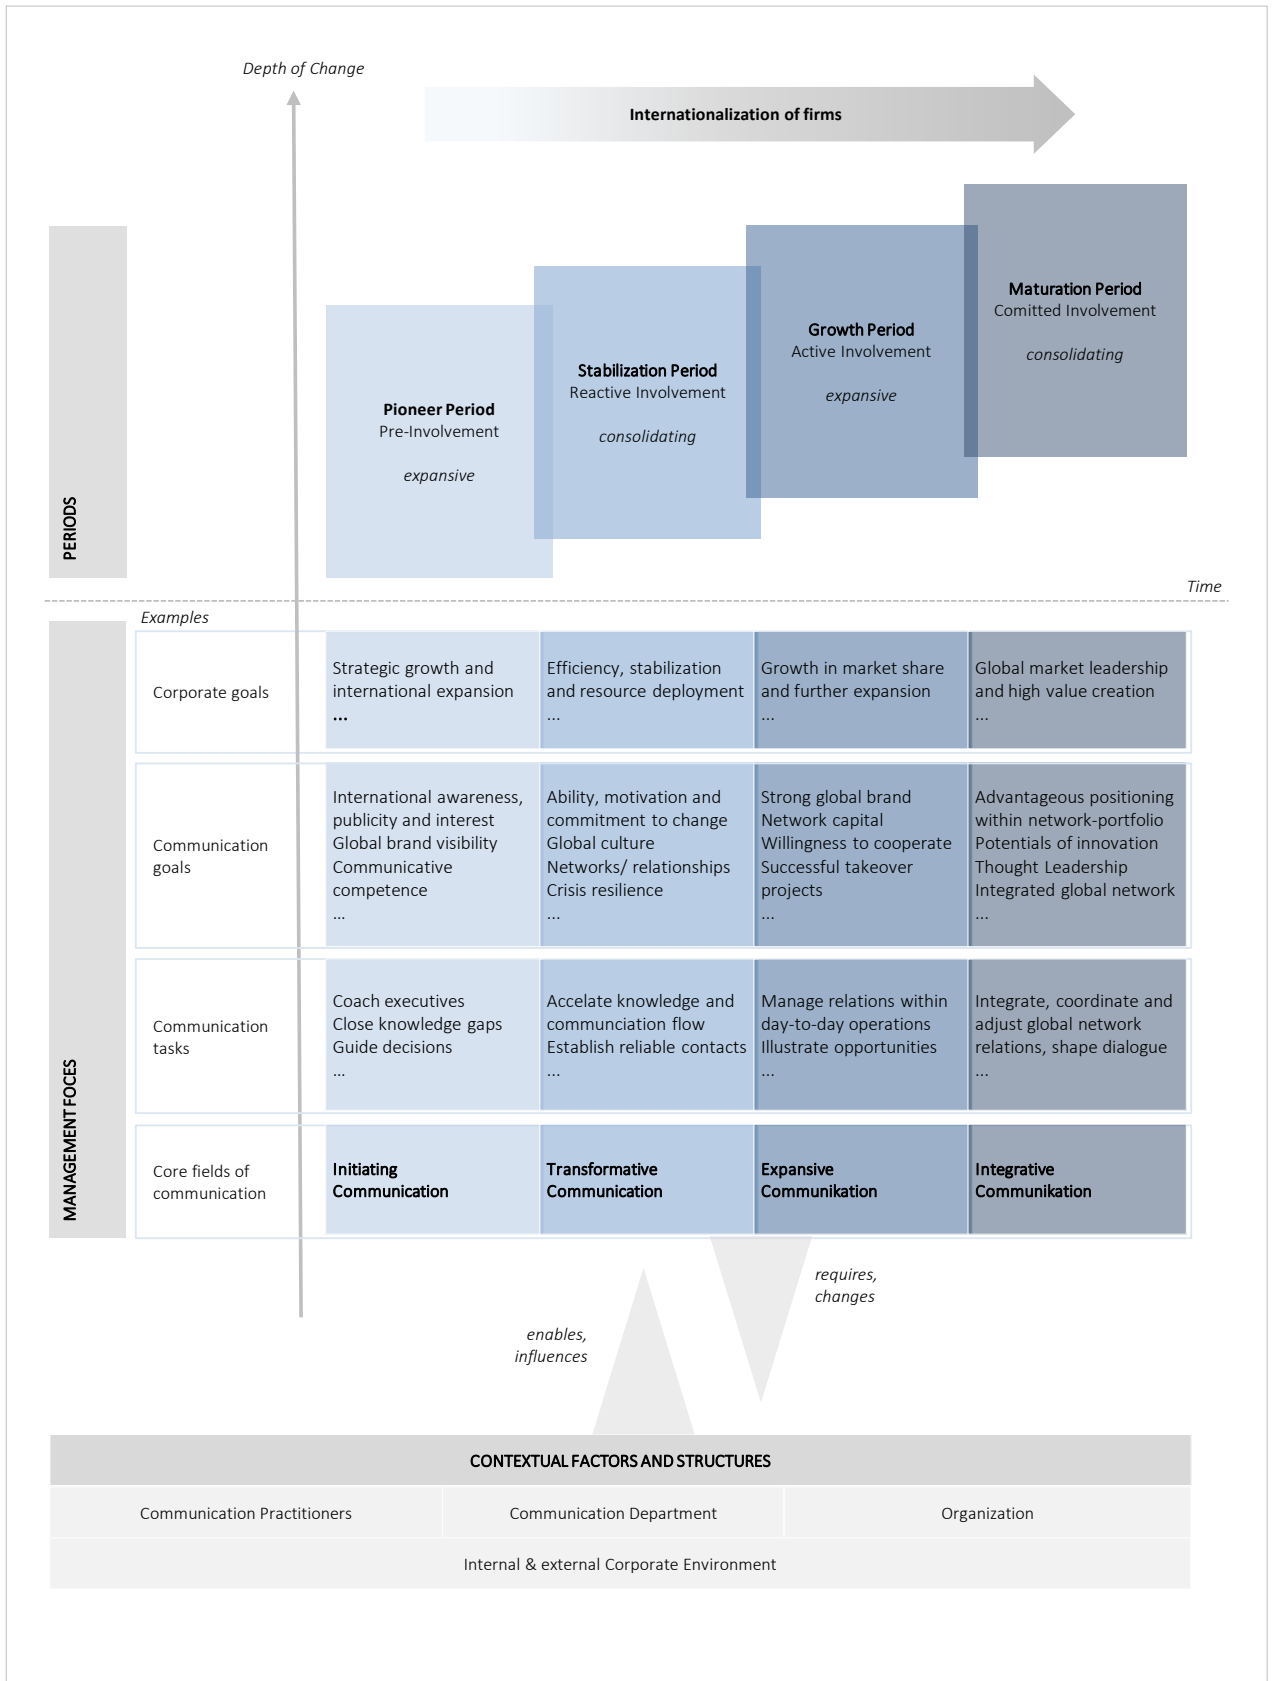 Depth of Change
Internationalization of firms
PERIODS
Pioneer Period
Pre-Involvement
expansive
Stabilization Period
Reactive Involvement
consolidating
Growth Period
Active Involvement
expansive
Maturation Period
Comitted Involvement
consolidating
Time
Examples
MANAGEMENT FOCES
Corporate goals
Strategic growth and
international expansion
...
Efficiency, stabilization
and resource deployment
...
Growth in market share
and further expansion
...
Global market leadership
and high value creation
...
Communication
goals
International awareness,
publicity and interest
Global brand visibility
Communicative
competence
...
Ability, motivation and
commitment to change
Global culture
Networks/ relationships
Crisis resilience
...
Strong global brand
Network capital
Willingness to cooperate
Successful takeover
projects
...
Advantageous positioning
within network-portfolio
Potentials of innovation
Thought Leadership
Integrated global network
...
Communication
tasks
Coach executives
Close knowledge gaps
Guide decisions
...
Accelate knowledge and
communciation flow
Establish reliable contacts
...
Manage relations within
day-to-day operations
Illustrate opportunities
...
Integrate, coordinate and
adjust global network
relations, shape dialogue
...
Core fields of
communication
Initiating
Communication
Transformative
Communication
Expansive
Communikation
Integrative
Communikation
requires,
changes
enables,
influences
CONTEXTUAL FACTORS AND STRUCTURES
Communication Practitioners
Communication Department
Organization
Internal & external Corporate Environment